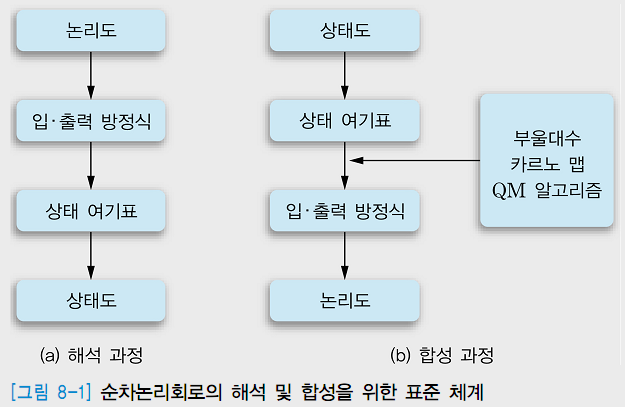 논리도
입·출력 방정식
상태 여기표
상태도
(a) 해석 과정
상태도
상태 여기표
입·출력 방정식
논리도
부울대수
카르노 맵
QM 알고리즘
(b) 합성 과정
[그림 8-1] 순차논리회로의 해석 및 합성을 위한 표준 체계